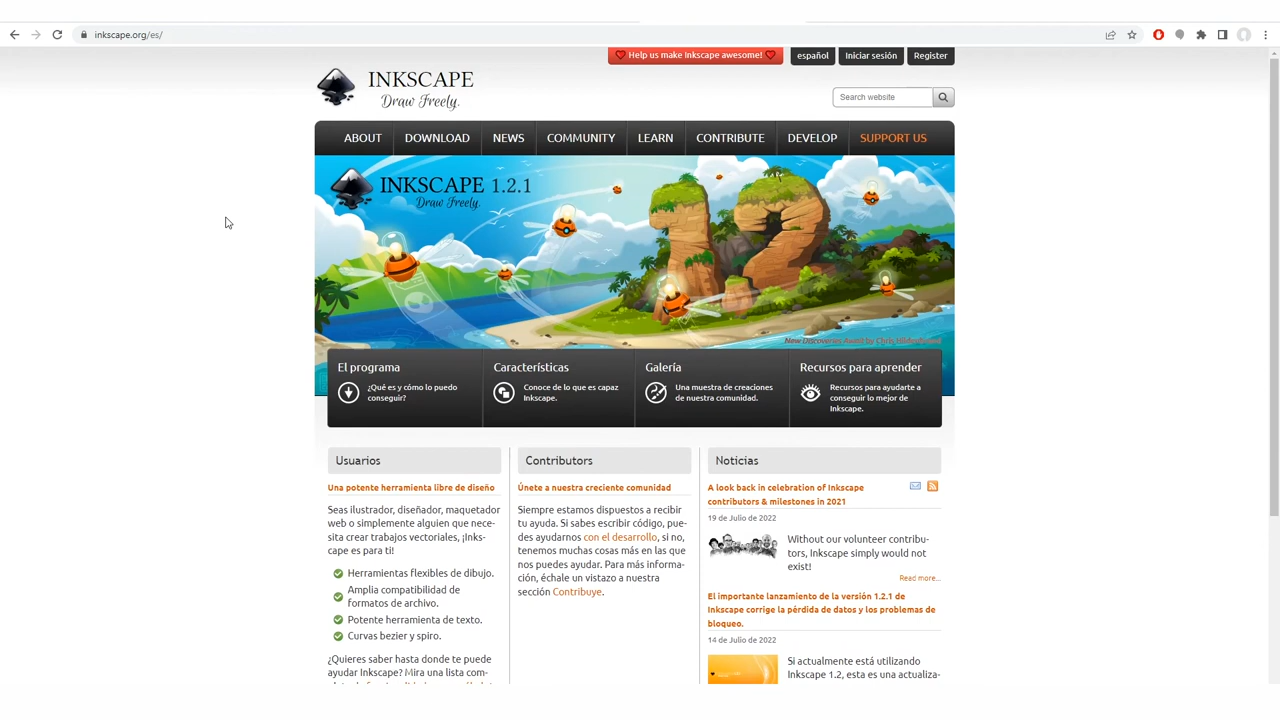 inkscape.org/es/
Help us make Inkscape awesome!
español
Iniciar sesión
Register
INKSCAPE
Draw Freely.
Search website
ABOUT
DOWNLOAD
NEWS
COMMUNITY
LEARN
CONTRIBUTE
DEVELOP
SUPPORT US
INKSCAPE 1.2.1
Draw Freely.
New Discoveries Await by Chris Hildenbrand
El programa
¿Qué es y cómo lo puedo
conseguir?
Características
Conoce de lo que es capaz
Inkscape.
Galería
Una muestra de creaciones
de nuestra comunidad.
Recursos para aprender
Recursos para ayudarte a
conseguir lo mejor de
Inkscape.
Usuarios
Una potente herramienta libre de diseño
Seas ilustrador, diseñador, maquetador
web o simplemente alguien que nece-
sita crear trabajos vectoriales, ¡Inks-
cape es para ti!
Herramientas flexibles de dibujo.
Amplia compatibilidad de
formatos de archivo.
Potente herramienta de texto.
Curvas bezier y spiro.
¿Quieres saber hasta donde te puede
ayudar Inkscape? Mira una lista com-
Contributors
Únete a nuestra creciente comunidad
Siempre estamos dispuestos a recibir
tu ayuda. Si sabes escribir código, pue-
des ayudarnos con el desarrollo, si no,
tenemos muchas cosas más en las que
nos puedes ayudar. Para más informa-
ción, échale un vistazo a nuestra
sección Contribuye.
Noticias
A look back in celebration of Inkscape
contributors & milestones in 2021
19 de Julio de 2022
Without our volunteer contribu-
tors, Inkscape simply would not
exist!
Read more...
El importante lanzamiento de la versión 1.2.1 de
Inkscape corrige la pérdida de datos y los problemas de
bloqueo.
14 de Julio de 2022
Si actualmente está utilizando
Inkscape 1.2, esta es una actualiza-